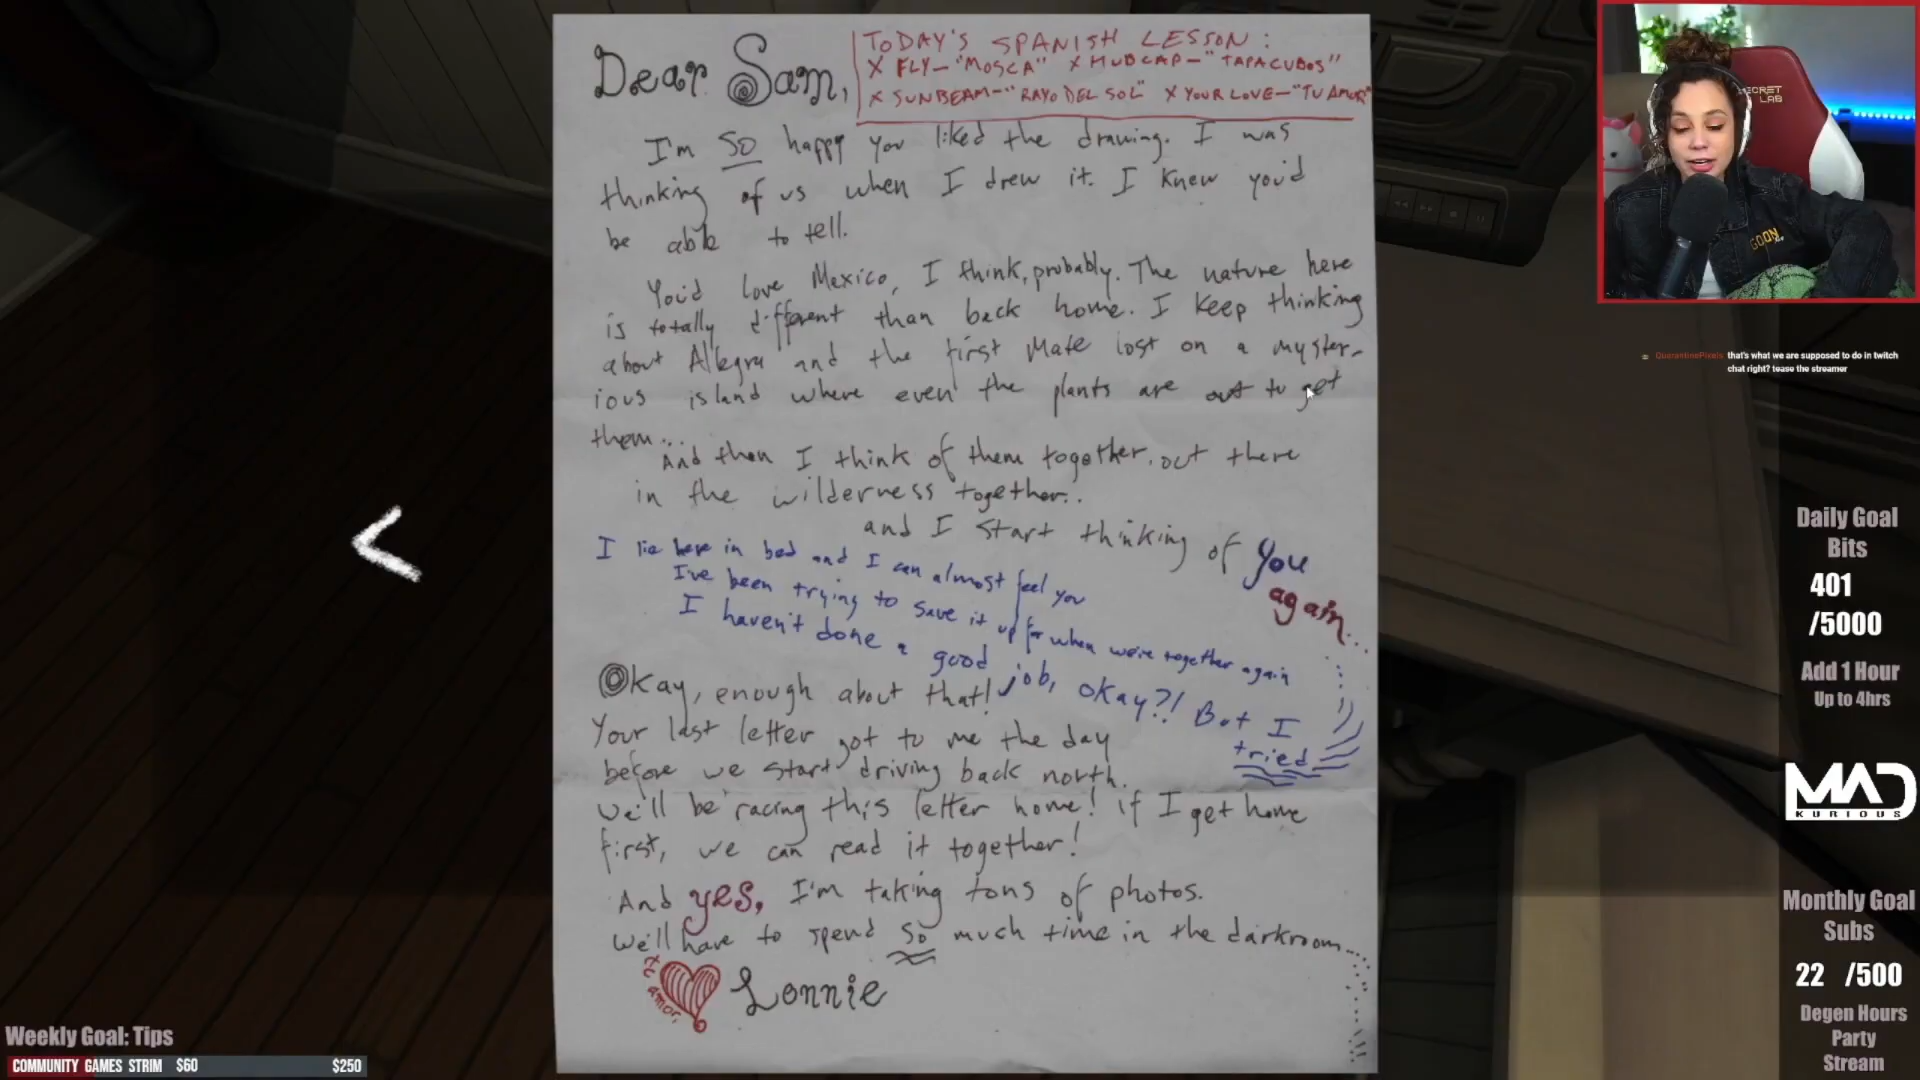 Dear Sam,
TODAY'S SPANISH LESSON:
X FLY—"MOSCA" X HUBCAP—"TAPACUBOS"
X SUNBEAM—"RAYO DEL SOL" X YOUR LOVE—"TU AMOR"
I'm SO happy you liked the drawing. I was
thinking of us when I drew it. I knew you'd
be able to tell.
You'd love Mexico, I think, probably. The nature here
is totally different than back home. I keep thinking
about Allegra and the first Mate lost on a myster-
ious island where even the plants are out to get
them...
And then I think of them together, out there
in the wilderness together...
and I start thinking of you
again...
I lie here in bed and I can almost feel you
I've been trying to save it up for when we're together again
I haven't done a good job, okay?! But I
tried
Okay, enough about that!
Your last letter got to me the day
before we start driving back north.
We'll be racing this letter home! if I get home
first, we can read it together!
And yes, I'm taking tons of photos.
We'll have to spend so much time in the darkroom...
amor,
Lonnie
SECRET
LAB
GOON
QuarantinePixels that's what we are supposed to do in twitch
chat right? tease the streamer
Daily Goal
Bits
401
/5000
Add 1 Hour
Up to 4hrs
MAD
KURIOUS
Monthly Goal
Subs
22 /500
Degen Hours
Party
Stream
Weekly Goal: Tips
COMMUNITY GAMES STRIM $60 $250